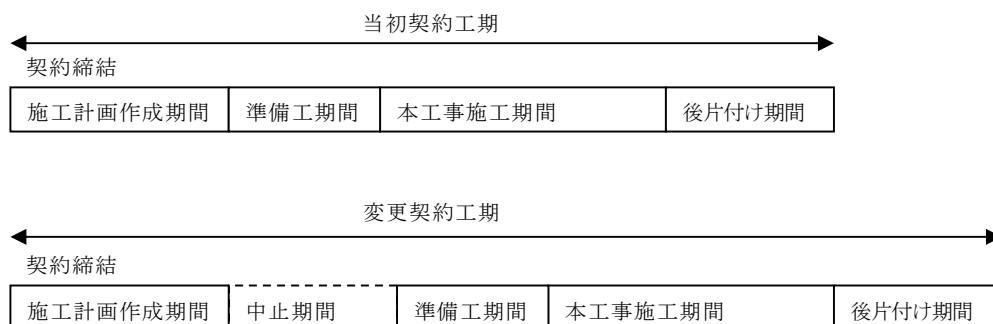 当初契約工期
契約締結
施工計画作成期間 準備工期間 本工事施工期間 後片付け期間
変更契約工期
契約締結
施工計画作成期間 中止期間 準備工期間 本工事施工期間 後片付け期間